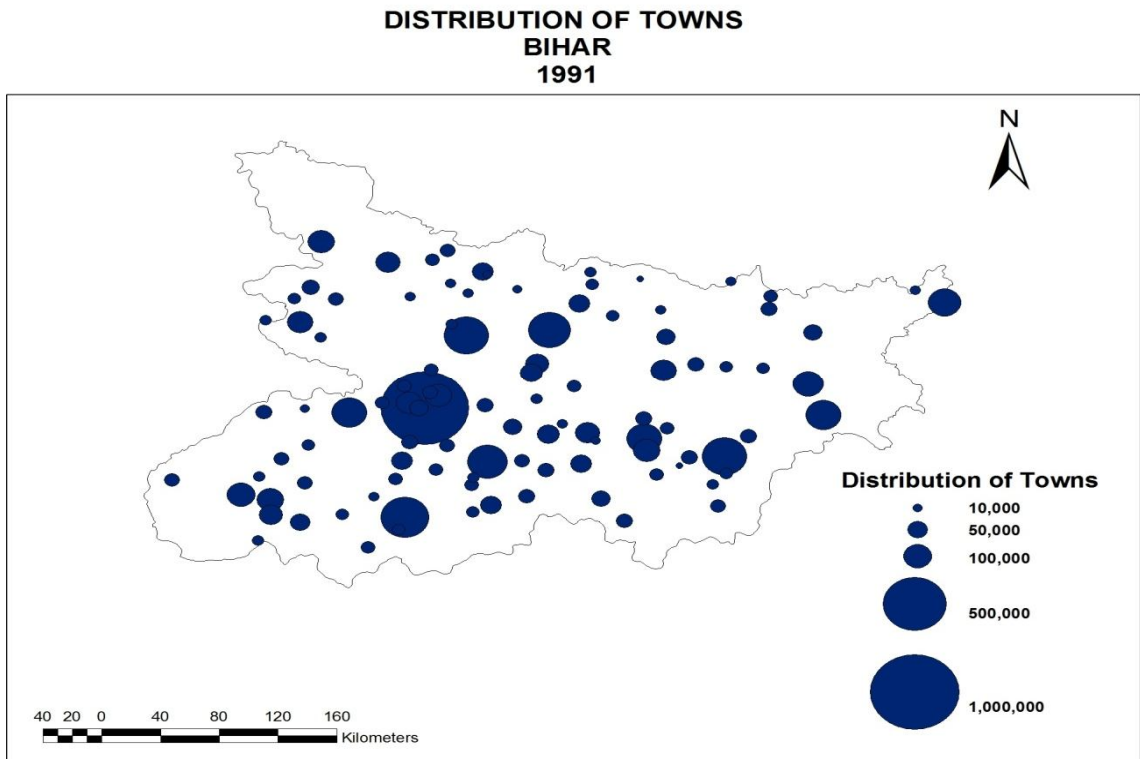 DISTRIBUTION OF TOWNS
BIHAR
1991
N
Distribution of Towns
10,000
50,000
100,000
500,000
1,000,000
40 20 0 40 80 120 160
Kilometers